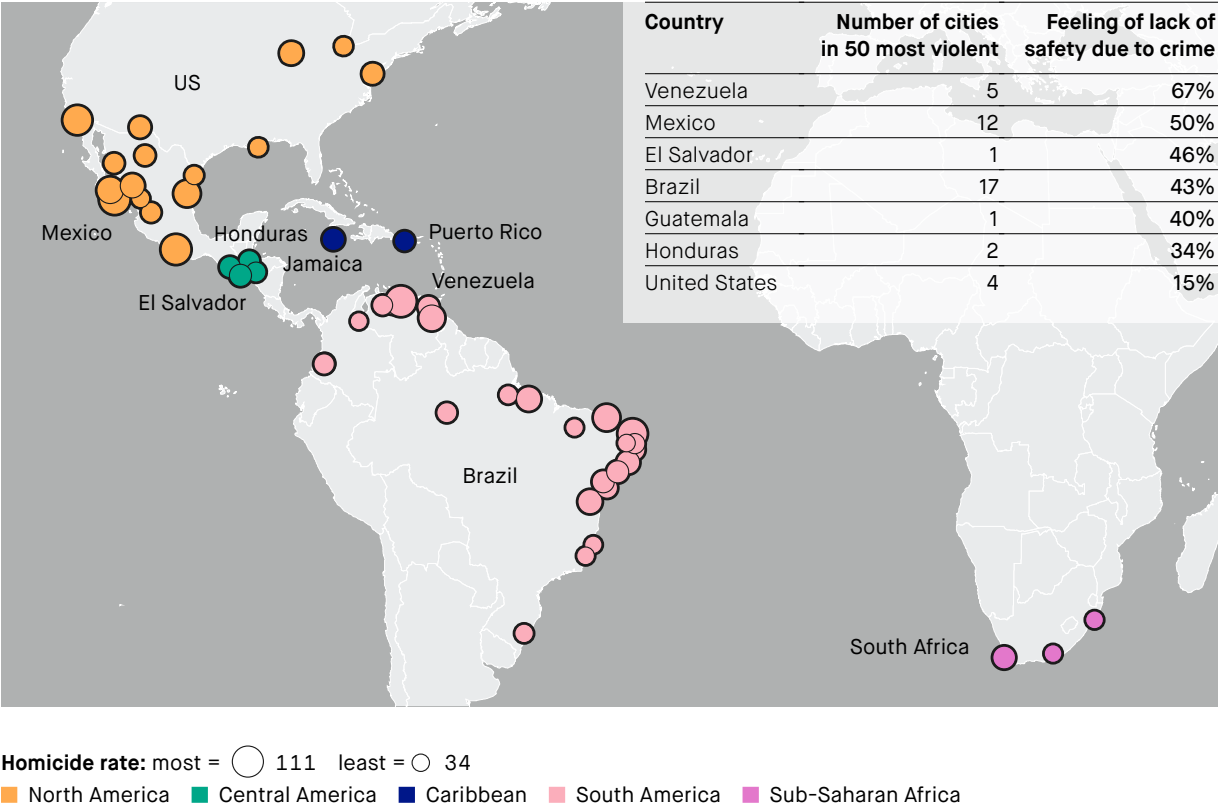 Country Number of cities in 50 most violent Feeling of lack of safety due to crime
Venezuela 5 67%
Mexico 12 50%
El Salvador 1 46%
Brazil 17 43%
Guatemala 1 40%
Honduras 2 34%
United States 4 15%
US
Mexico
Honduras
Jamaica
Puerto Rico
El Salvador
Venezuela
Brazil
South Africa
Homicide rate: most = 111 least = 34
North America Central America Caribbean South America Sub-Saharan Africa